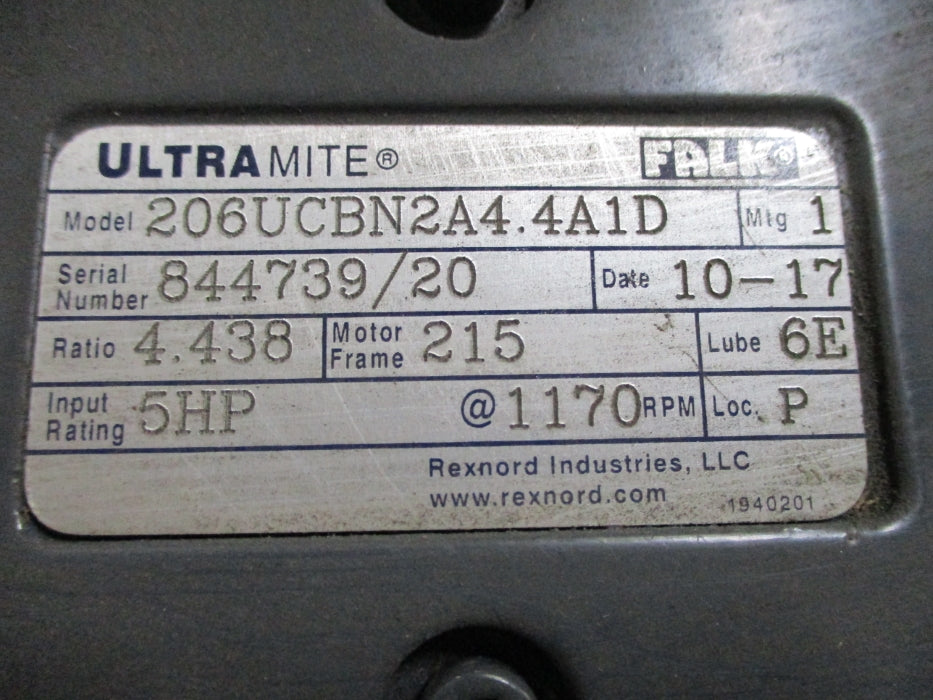 ULTRAMITE® FALK®
Model 206UCBN2A4.4A1D Mtg 1
Serial Number 844739/20 Date 10-17
Ratio 4.438 Motor Frame 215 Lube 6E
Input Rating 5HP @1170RPM Loc. P
Rexnord Industries, LLC
www.rexnord.com 1940201